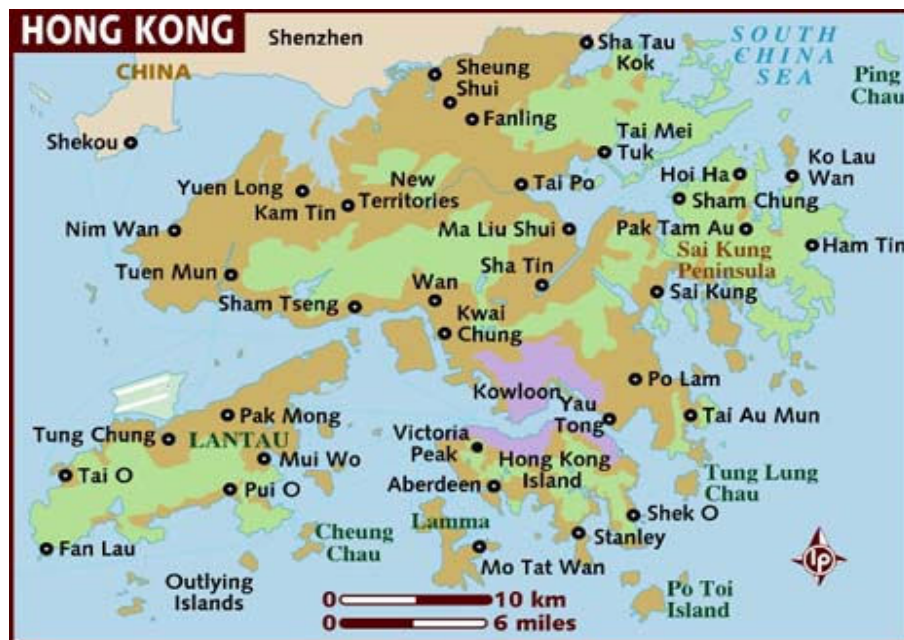 HONG KONG
Shenzhen
CHINA
Sha Tau
Kok
SOUTH
CHINA
SEA
Ping
Chau
Sheung
Shui
Fanling
Shekou
Tai Mei
Tuk
Ko Lau
Wan
Hoi Ha
Yuen Long
New
Territories
Tai Po
Kam Tin
Sham Chung
Nim Wan
Ma Liu Shui
Pak Tam Au
Ham Tin
Sai Kung
Peninsula
Tuen Mun
Sha Tin
Wan
Sai Kung
Sham Tseng
Kwai
Chung
Kowloon
Po Lam
Yau
Tong
Pak Mong
Tai Au Mun
Tung Chung
LANTAU
Victoria
Peak
Mui Wo
Hong Kong
Island
Tai O
Pui O
Aberdeen
Tung Lung
Chau
Shek O
Lamma
Cheung
Chau
Stanley
Fan Lau
Mo Tat Wan
Outlying
Islands
Po Toi
Island
0 10 km
0 6 miles
lp